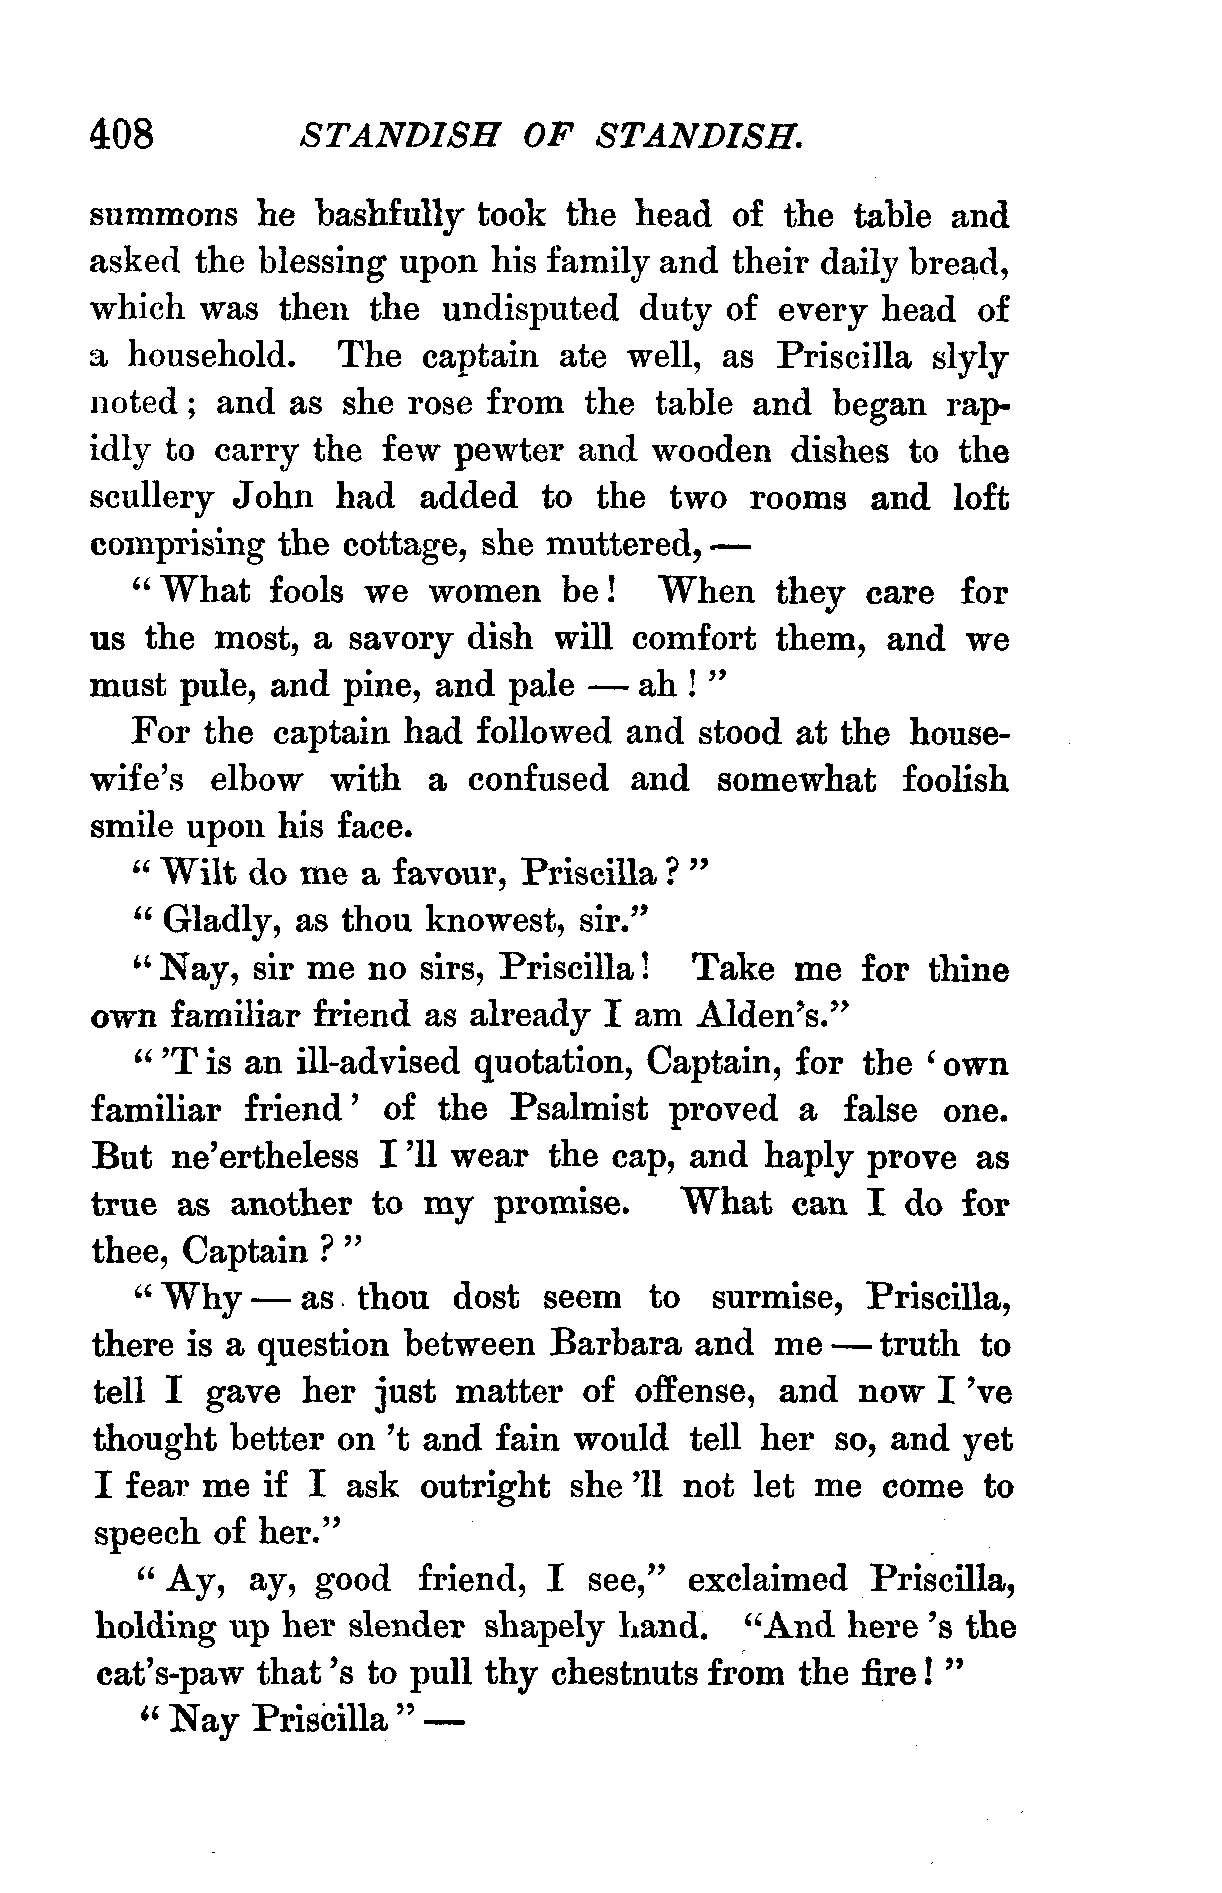 408 STANDISH OF STANDISH.
summons he bashfully took the head of the table and
asked the blessing upon his family and their daily bread,
which was then the undisputed duty of every head of
a household. The captain ate well, as Priscilla slyly
noted; and as she rose from the table and began rap-
idly to carry the few pewter and wooden dishes to the
scullery John had added to the two rooms and loft
comprising the cottage, she muttered,—
"What fools we women be! When they care for
us the most, a savory dish will comfort them, and we
must pule, and pine, and pale — ah!"
For the captain had followed and stood at the house-
wife's elbow with a confused and somewhat foolish
smile upon his face.
"Wilt do me a favour, Priscilla?"
"Gladly, as thou knowest, sir."
"Nay, sir me no sirs, Priscilla! Take me for thine
own familiar friend as already I am Alden's."
"'T is an ill-advised quotation, Captain, for the 'own
familiar friend' of the Psalmist proved a false one.
But ne'ertheless I 'll wear the cap, and haply prove as
true as another to my promise. What can I do for
thee, Captain?"
"Why — as thou dost seem to surmise, Priscilla,
there is a question between Barbara and me — truth to
tell I gave her just matter of offense, and now I 've
thought better on 't and fain would tell her so, and yet
I fear me if I ask outright she 'll not let me come to
speech of her."
"Ay, ay, good friend, I see," exclaimed Priscilla,
holding up her slender shapely hand. "And here 's the
cat's-paw that 's to pull thy chestnuts from the fire!"
"Nay Priscilla" —